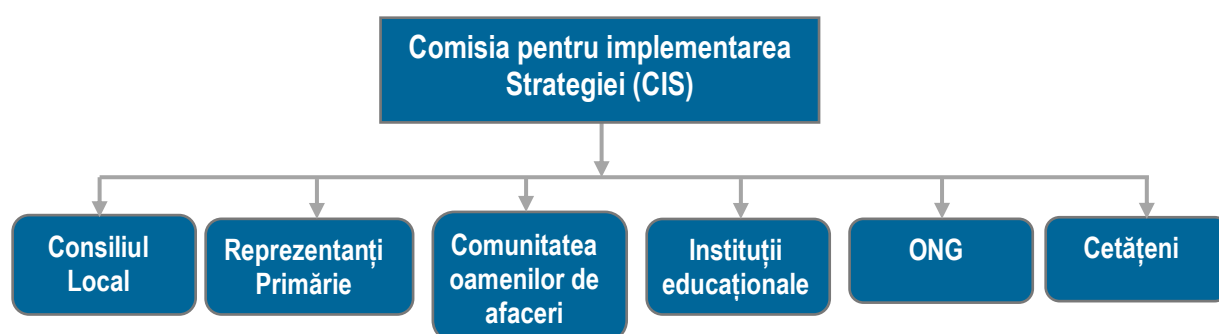 Comisia pentru implementarea
Strategiei (CIS)
Consiliul
Local
Reprezentanți
Primărie
Comunitatea
oamenilor de
afaceri
Instituții
educaționale
ONG
Cetățeni